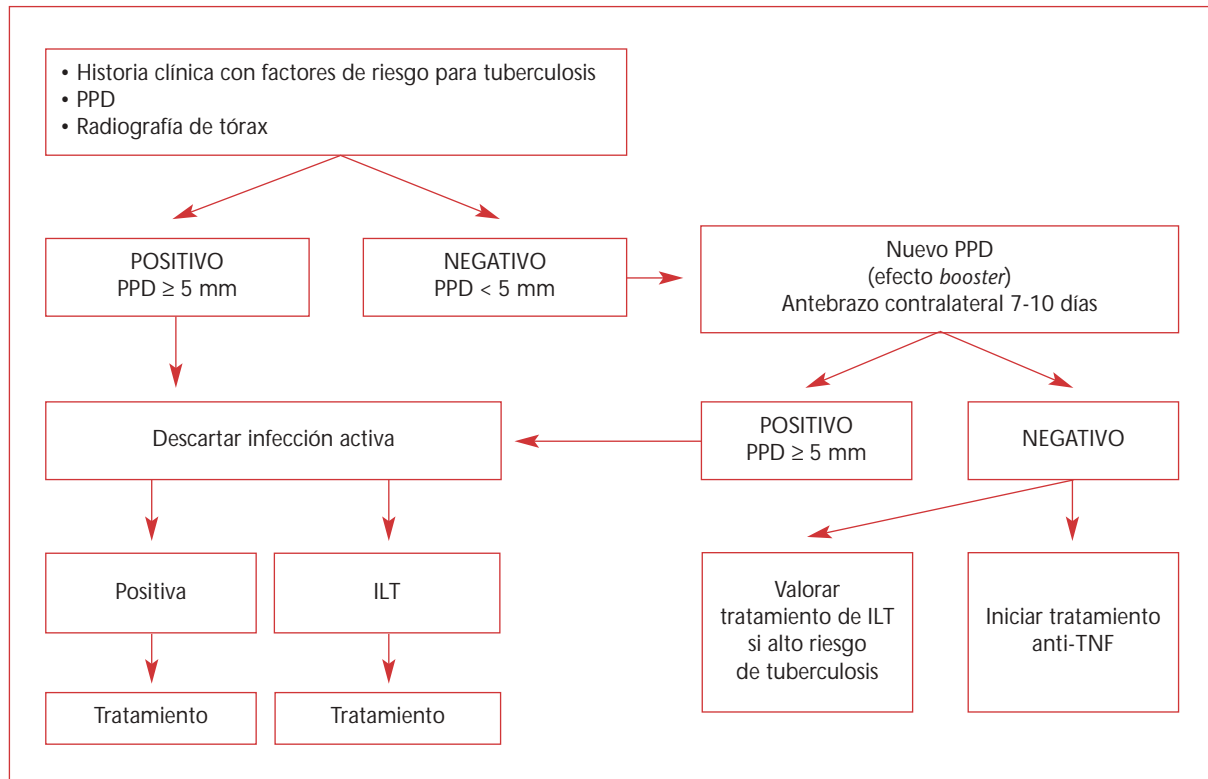 • Historia clínica con factores de riesgo para tuberculosis
• PPD
• Radiografía de tórax
POSITIVO
PPD ≥ 5 mm
NEGATIVO
PPD < 5 mm
Nuevo PPD
(efecto booster)
Antebrazo contralateral 7-10 días
Descartar infección activa
POSITIVO
PPD ≥ 5 mm
NEGATIVO
Positiva
ILT
Valorar
tratamiento de ILT
si alto riesgo
de tuberculosis
Iniciar tratamiento
anti-TNF
Tratamiento
Tratamiento